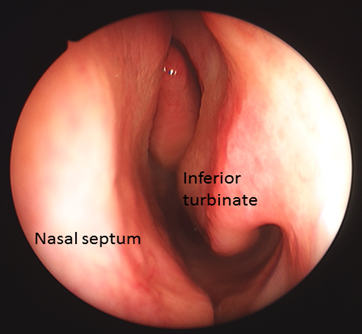 Inferior
turbinate
Nasal septum